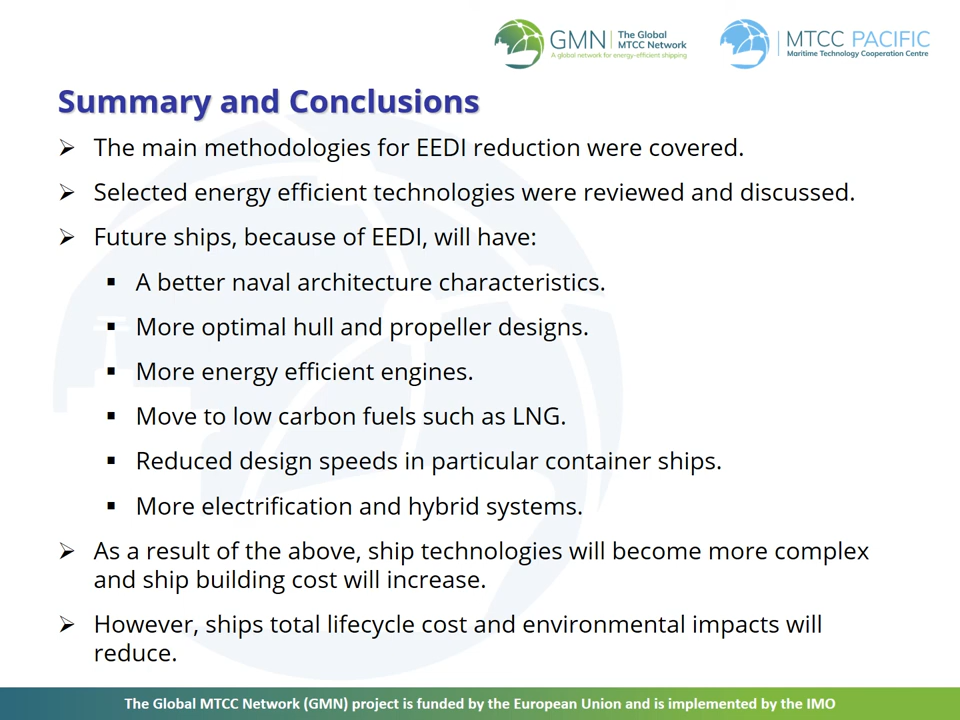 GMN | The Global
MTCC Network
A global network for energy-efficient shipping
MTCC PACIFIC
Maritime Technology Cooperation Centre
Summary and Conclusions
➢ The main methodologies for EEDI reduction were covered.
➢ Selected energy efficient technologies were reviewed and discussed.
➢ Future ships, because of EEDI, will have:
▪ A better naval architecture characteristics.
▪ More optimal hull and propeller designs.
▪ More energy efficient engines.
▪ Move to low carbon fuels such as LNG.
▪ Reduced design speeds in particular container ships.
▪ More electrification and hybrid systems.
➢ As a result of the above, ship technologies will become more complex
and ship building cost will increase.
➢ However, ships total lifecycle cost and environmental impacts will
reduce.
The Global MTCC Network (GMN) project is funded by the European Union and is implemented by the IMO